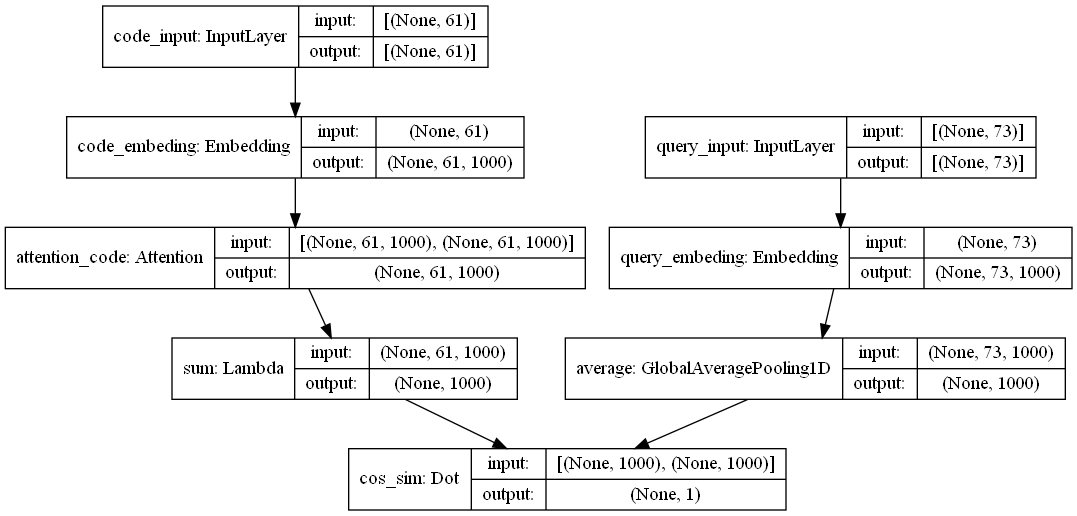 code_input: InputLayer
input:
[(None, 61)]
output:
[(None, 61)]
code_embeding: Embedding
input:
(None, 61)
output:
(None, 61, 1000)
query_input: InputLayer
input:
[(None, 73)]
output:
[(None, 73)]
attention_code: Attention
input:
[(None, 61, 1000), (None, 61, 1000)]
output:
(None, 61, 1000)
query_embeding: Embedding
input:
(None, 73)
output:
(None, 73, 1000)
sum: Lambda
input:
(None, 61, 1000)
output:
(None, 1000)
average: GlobalAveragePooling1D
input:
(None, 73, 1000)
output:
(None, 1000)
cos_sim: Dot
input:
[(None, 1000), (None, 1000)]
output:
(None, 1)